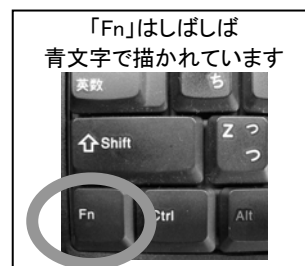 「Fn」はしばしば
青文字で描かれています
英数
ち
Shift
Z っ
つ
Fn
Ctrl
Alt